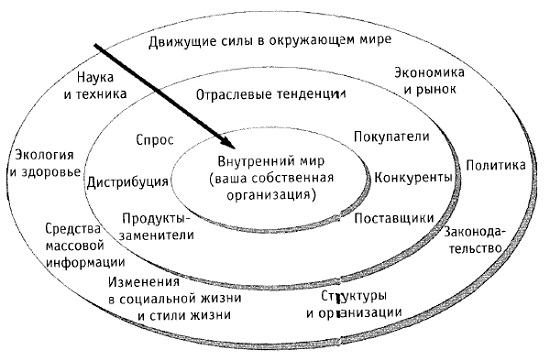 Движущие силы в окружающем мире
Наука
и техника
Экономика
и рынок
Отраслевые тенденции
Спрос
Покупатели
Экология
и здоровье
Внутренний мир
(ваша собственная
организация)
Политика
Дистрибуция
Конкуренты
Продукты-
заменители
Поставщики
Средства
массовой
информации
Законода-
тельство
Изменения
в социальной жизни
и стили жизни
Структуры
и организации